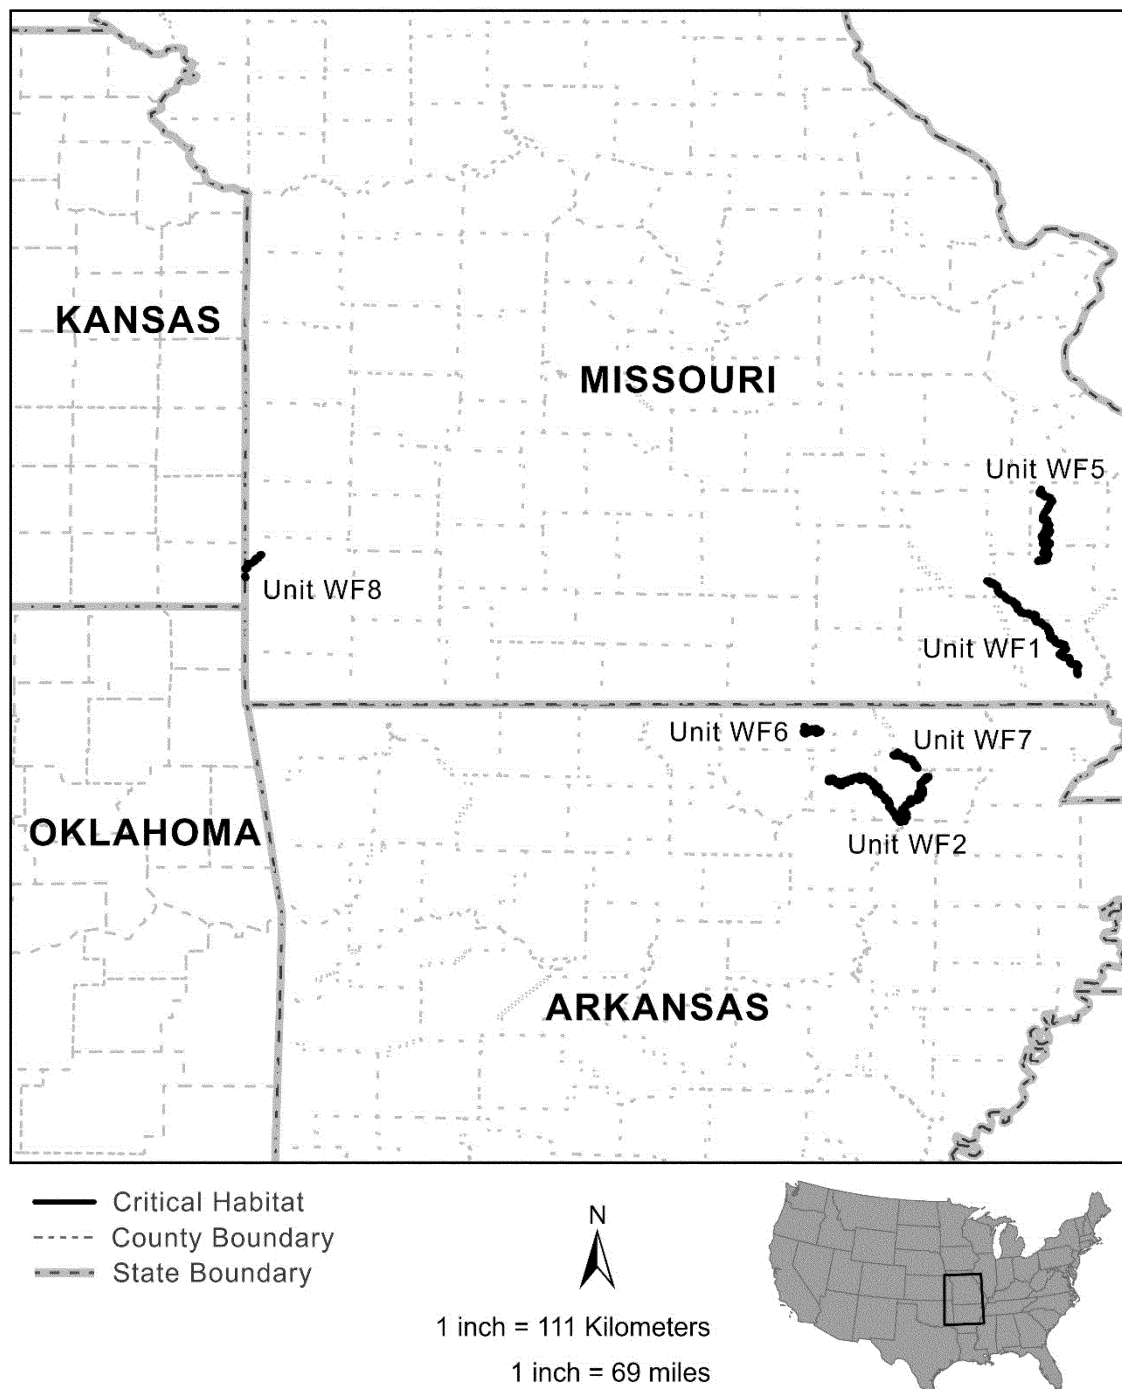 KANSAS
MISSOURI
Unit WF5
Unit WF8
Unit WF1
Unit WF6
Unit WF7
OKLAHOMA
Unit WF2
ARKANSAS
Critical Habitat
County Boundary
State Boundary
N
1 inch = 111 Kilometers
1 inch = 69 miles